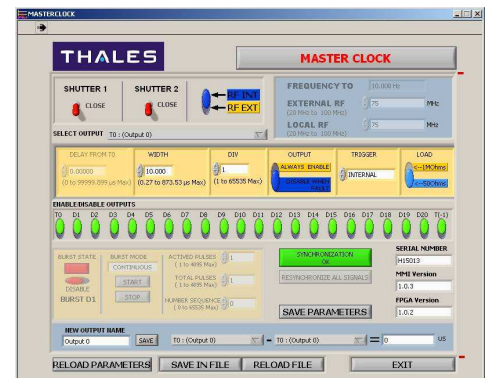 MASTERCLOCK
THALES
MASTER CLOCK
SHUTTER 1
SHUTTER 2
CLOSE
CLOSE
RF INT
RF EXT
FREQUENCY TO
10.000 Hz
EXTERNAL RF
75
MHz
(20 MHz to 100 MHz)
LOCAL RF
75
MHz
(20 MHz to 100 MHz)
SELECT OUTPUT
T0 : (Output 0)
DELAY FROM T0
WIDTH
DIV
OUTPUT
TRIGGER
LOAD
0.00000
10.000
1
ALWAYS ENABLE
INTERNAL
<--1MOhms
(0 to 99999.899 µs Max)
(0.27 to 873.53 µs Max)
(1 to 65535 Max)
DISABLE WHEN FAULT
<--50Ohms
ENABLE/DISABLE OUTPUTS
T0 D1 D2 D3 D4 D5 D6 D7 D8 D9 D10 D11 D12 D13 D14 D15 D16 D17 D18 D19 D20 T(-1)
BURST STATE
BURST MODE
ACTIVED PULSES
1
( 1 to 4095 Max)
CONTINUOUS
START
TOTAL PULSES
1
( 1 to 4095 Max)
DISABLE
STOP
NUMBER SEQUENCE
0
( 0 to 65535 Max)
BURST D1
SYNCHRONIZATION OK
RESYNCHRONIZE ALL SIGNALS
SAVE PARAMETERS
SERIAL NUMBER
H15013
MMI Version
1.0.3
FPGA Version
1.0.2
NEW OUTPUT NAME
Output 0
SAVE
T0 : (Output 0)
-
T0 : (Output 0)
=
0
US
RELOAD PARAMETERS
SAVE IN FILE
RELOAD FILE
EXIT